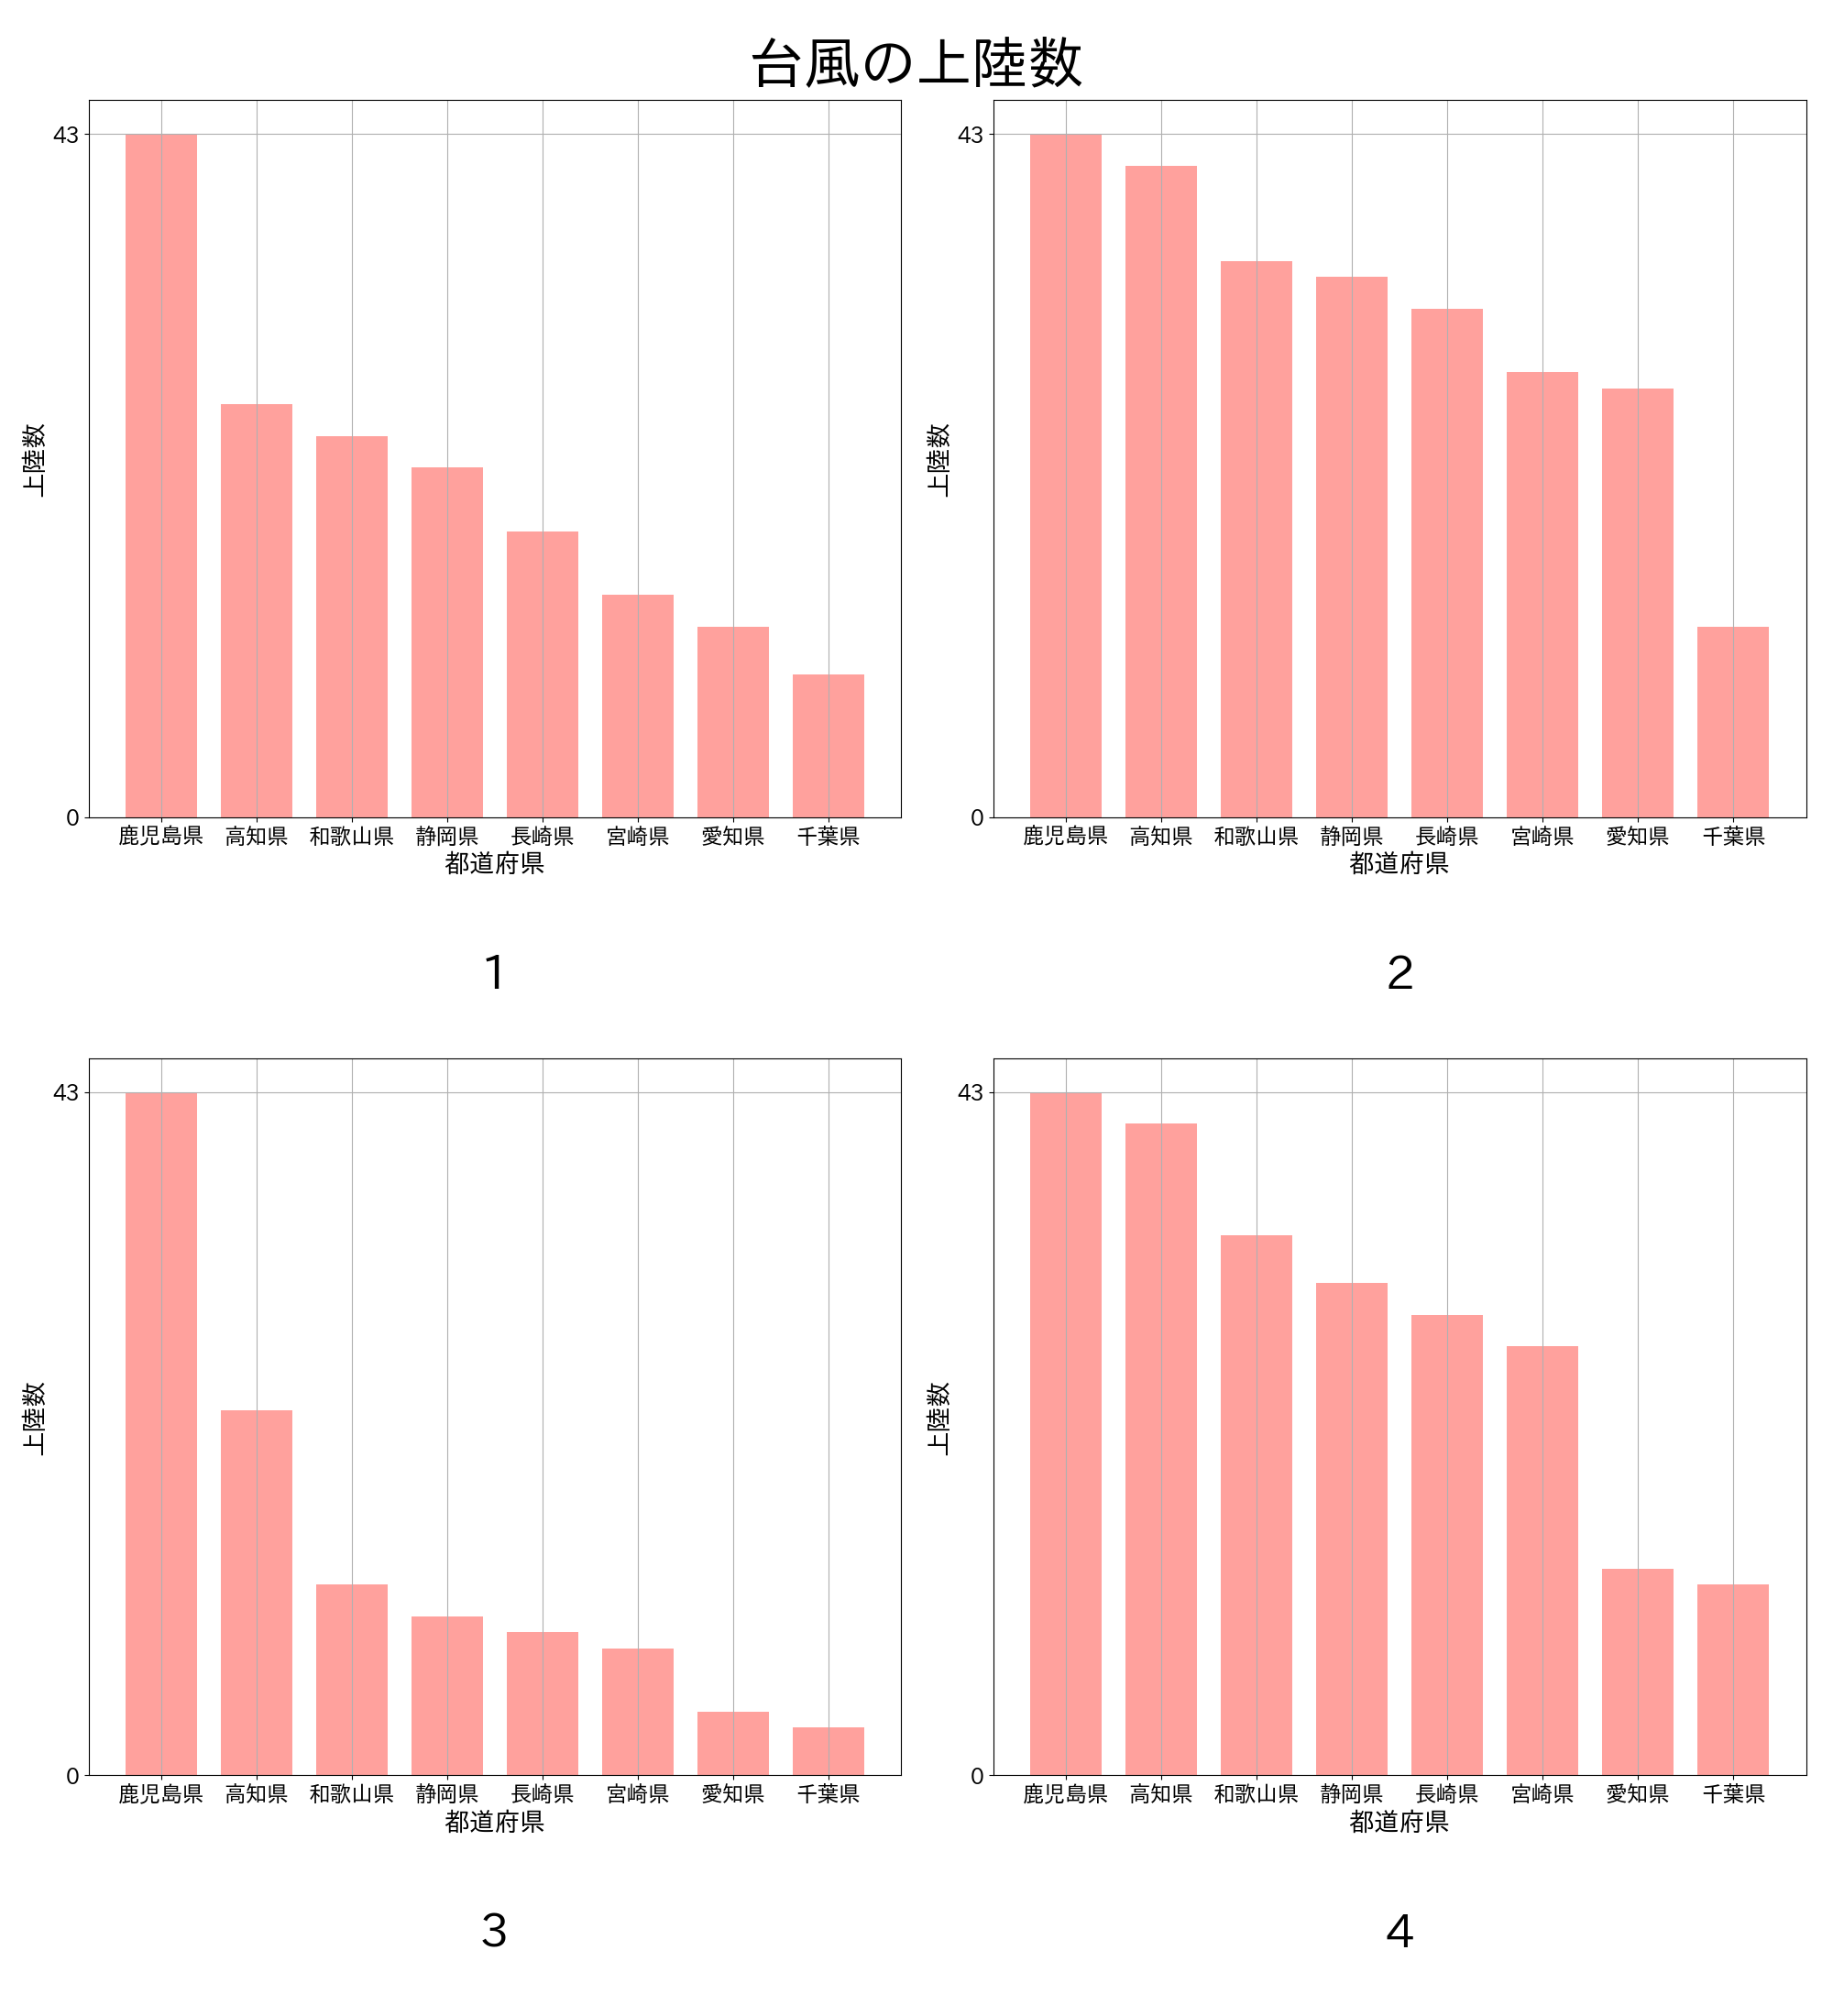 台風の上陸数
43
上陸数
0
鹿児島県 高知県 和歌山県 静岡県 長崎県 宮崎県 愛知県 千葉県
都道府県
1
43
上陸数
0
鹿児島県 高知県 和歌山県 静岡県 長崎県 宮崎県 愛知県 千葉県
都道府県
2
43
上陸数
0
鹿児島県 高知県 和歌山県 静岡県 長崎県 宮崎県 愛知県 千葉県
都道府県
3
43
上陸数
0
鹿児島県 高知県 和歌山県 静岡県 長崎県 宮崎県 愛知県 千葉県
都道府県
4